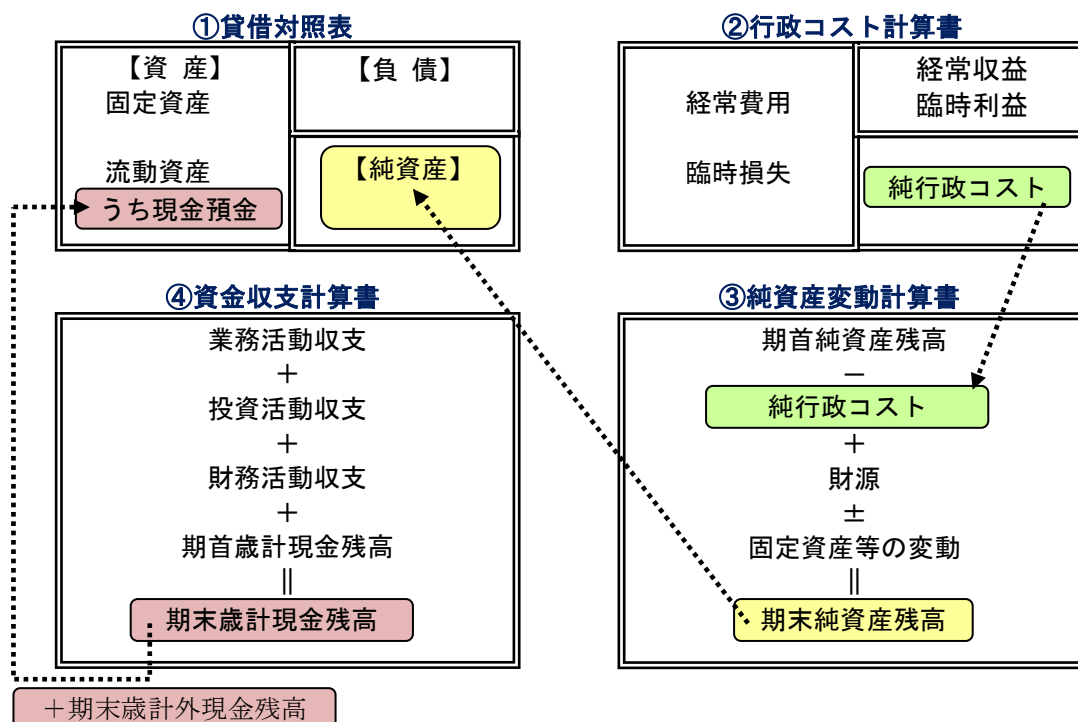 ①貸借対照表
【資 産】
固定資産
流動資産
うち現金預金
【負 債】
【純資産】
②行政コスト計算書
経常費用
臨時損失
経常収益
臨時利益
純行政コスト
④資金収支計算書
業務活動収支
＋
投資活動収支
＋
財務活動収支
＋
期首歳計現金残高
||
期末歳計現金残高
＋期末歳計外現金残高
③純資産変動計算書
期首純資産残高
－
純行政コスト
＋
財源
±
固定資産等の変動
||
期末純資産残高